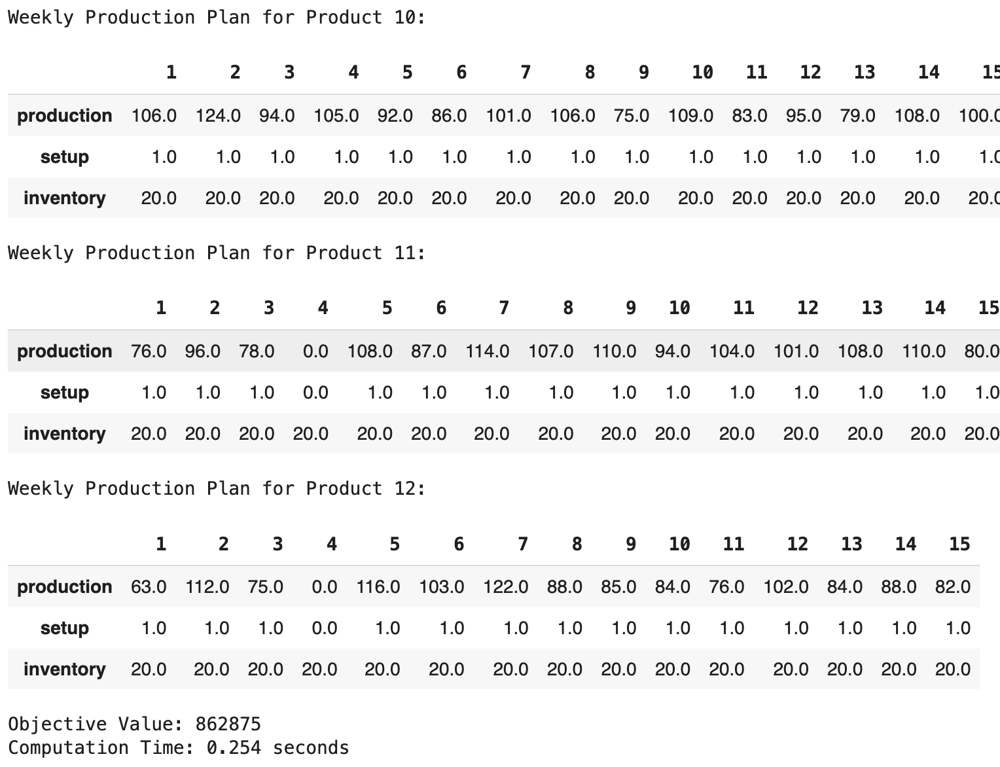 Weekly Production Plan for Product 10:
1 2 3 4 5 6 7 8 9 10 11 12 13 14 15
production 106.0 124.0 94.0 105.0 92.0 86.0 101.0 106.0 75.0 109.0 83.0 95.0 79.0 108.0 100.0
setup 1.0 1.0 1.0 1.0 1.0 1.0 1.0 1.0 1.0 1.0 1.0 1.0 1.0 1.0 1.0
inventory 20.0 20.0 20.0 20.0 20.0 20.0 20.0 20.0 20.0 20.0 20.0 20.0 20.0 20.0 20.0
Weekly Production Plan for Product 11:
1 2 3 4 5 6 7 8 9 10 11 12 13 14 15
production 76.0 96.0 78.0 0.0 108.0 87.0 114.0 107.0 110.0 94.0 104.0 101.0 108.0 110.0 80.0
setup 1.0 1.0 1.0 0.0 1.0 1.0 1.0 1.0 1.0 1.0 1.0 1.0 1.0 1.0 1.0
inventory 20.0 20.0 20.0 20.0 20.0 20.0 20.0 20.0 20.0 20.0 20.0 20.0 20.0 20.0 20.0
Weekly Production Plan for Product 12:
1 2 3 4 5 6 7 8 9 10 11 12 13 14 15
production 63.0 112.0 75.0 0.0 116.0 103.0 122.0 88.0 85.0 84.0 76.0 102.0 84.0 88.0 82.0
setup 1.0 1.0 1.0 0.0 1.0 1.0 1.0 1.0 1.0 1.0 1.0 1.0 1.0 1.0 1.0
inventory 20.0 20.0 20.0 20.0 20.0 20.0 20.0 20.0 20.0 20.0 20.0 20.0 20.0 20.0 20.0
Objective Value: 862875
Computation Time: 0.254 seconds